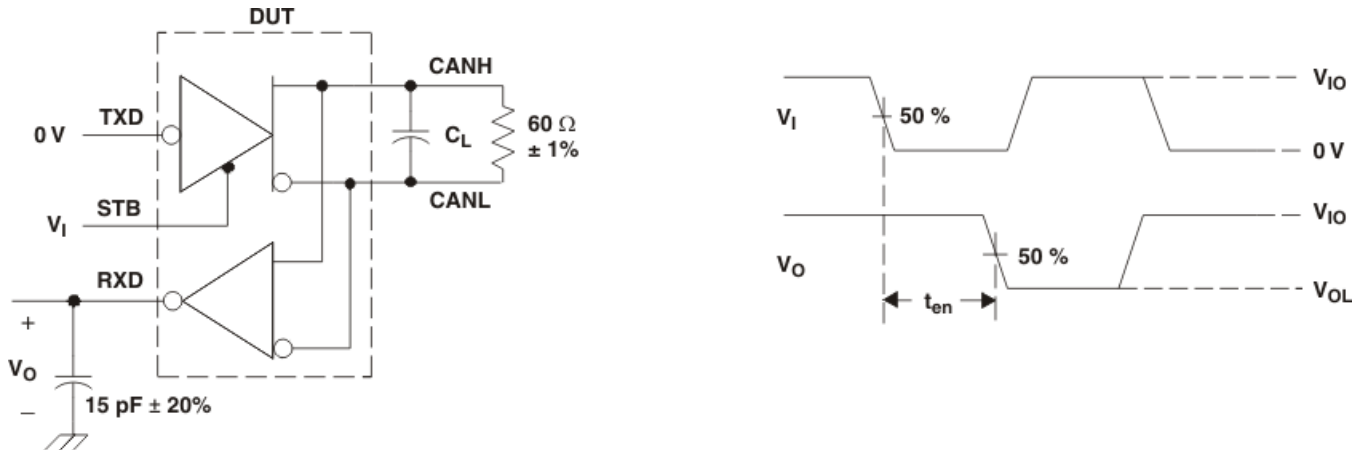 DUT
CANH
TXD
0 V
C_L
60 Ω
± 1%
STB
V_I
CANL
RXD
+
V_O
−
15 pF ± 20%
V_I
50 %
V_IO
0 V
V_O
50 %
V_IO
t_en
V_OL